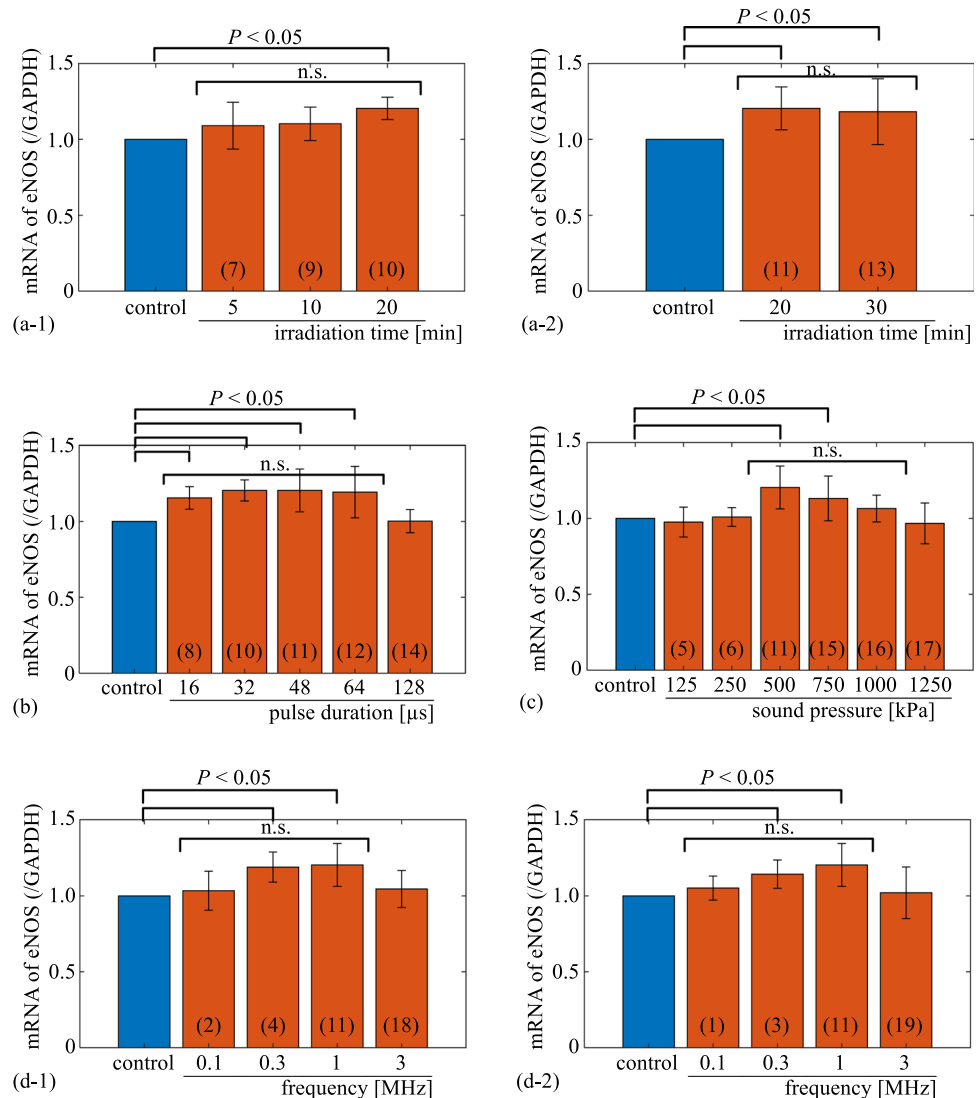 P < 0.05
n.s.
1.5
1.0
0.5
0
mRNA of eNOS (/GAPDH)
(7) (9) (10)
control 5 10 20
irradiation time [min]
(a-1)
P < 0.05
n.s.
1.5
1.0
0.5
0
mRNA of eNOS (/GAPDH)
(11) (13)
control 20 30
irradiation time [min]
(a-2)
P < 0.05
n.s.
1.5
1.0
0.5
0
mRNA of eNOS (/GAPDH)
(8) (10) (11) (12) (14)
control 16 32 48 64 128
pulse duration [µs]
(b)
P < 0.05
n.s.
1.5
1.0
0.5
0
mRNA of eNOS (/GAPDH)
(5) (6) (11) (15) (16) (17)
control 125 250 500 750 1000 1250
sound pressure [kPa]
(c)
P < 0.05
n.s.
1.5
1.0
0.5
0
mRNA of eNOS (/GAPDH)
(2) (4) (11) (18)
control 0.1 0.3 1 3
frequency [MHz]
(d-1)
P < 0.05
n.s.
1.5
1.0
0.5
0
mRNA of eNOS (/GAPDH)
(1) (3) (11) (19)
control 0.1 0.3 1 3
frequency [MHz]
(d-2)